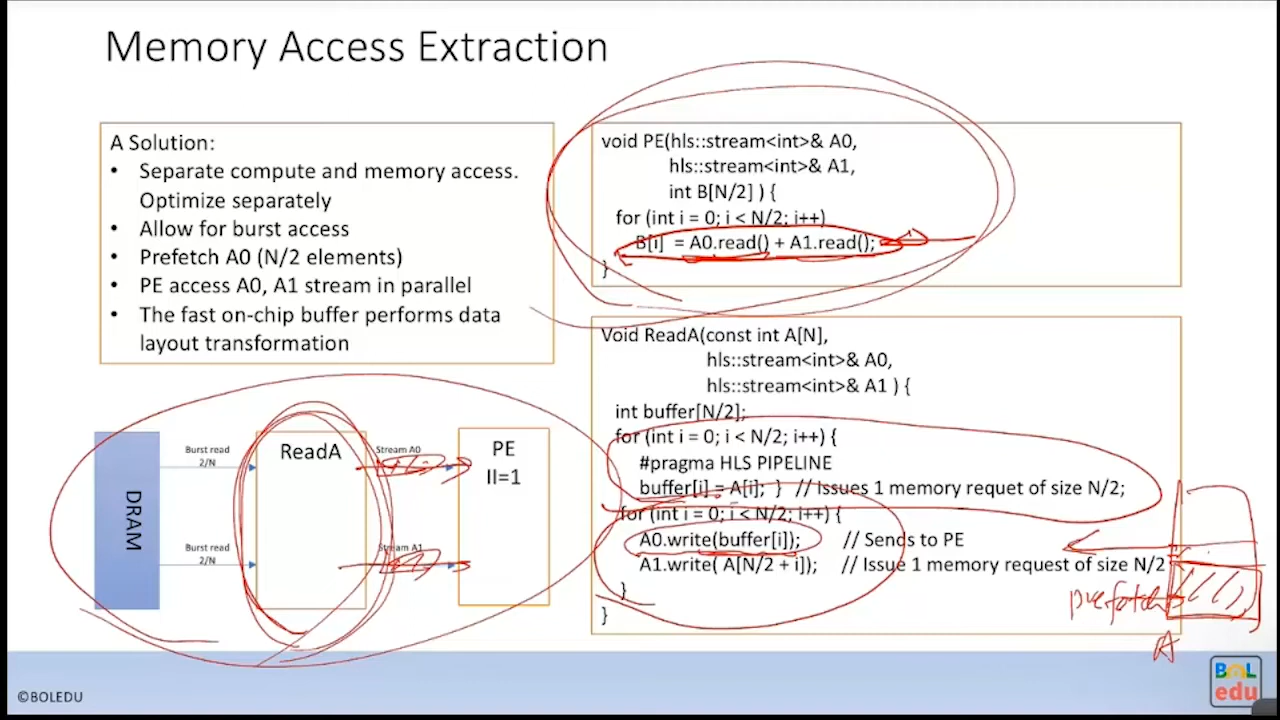 Memory Access Extraction
A Solution:
• Separate compute and memory access.
Optimize separately
• Allow for burst access
• Prefetch A0 (N/2 elements)
• PE access A0, A1 stream in parallel
• The fast on-chip buffer performs data
layout transformation
void PE(hls::stream<int>& A0,
hls::stream<int>& A1,
int B[N/2] ) {
for (int i = 0; i < N/2; i++)
B[i] = A0.read() + A1.read();
}
Void ReadA(const int A[N],
hls::stream<int>& A0,
hls::stream<int>& A1 ) {
int buffer[N/2];
for (int i = 0; i < N/2; i++) {
#pragma HLS PIPELINE
buffer[i] = A[i]; } // Issues 1 memory requet of size N/2;
for (int i = 0; i < N/2; i++) {
A0.write(buffer[i]); // Sends to PE
A1.write( A[N/2 + i]); // Issue 1 memory request of size N/2
}
}
DRAM
Burst read
2/N
Burst read
2/N
ReadA
Stream A0
Stream A1
PE
II=1
prefetch
A
©BOLEDU
BOL
edu